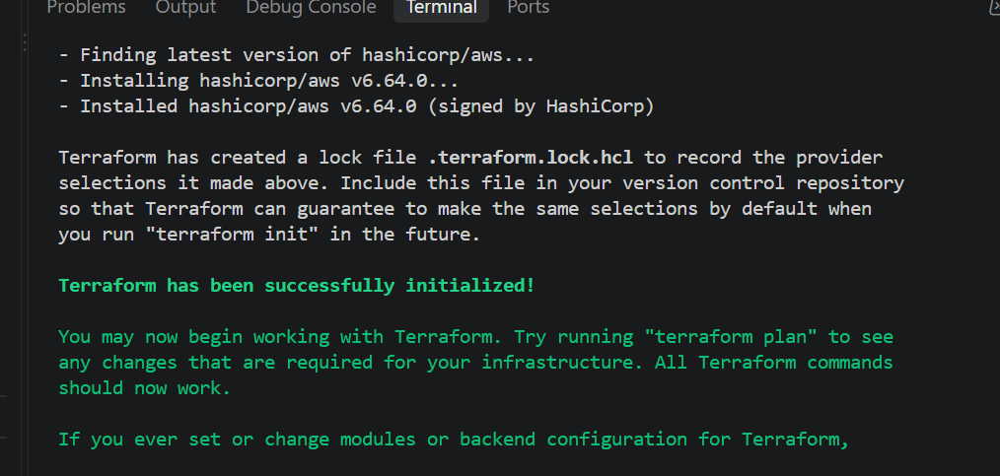 Problems Output Debug Console Terminal Ports
- Finding latest version of hashicorp/aws...
- Installing hashicorp/aws v6.64.0...
- Installed hashicorp/aws v6.64.0 (signed by HashiCorp)
Terraform has created a lock file .terraform.lock.hcl to record the provider
selections it made above. Include this file in your version control repository
so that Terraform can guarantee to make the same selections by default when
you run "terraform init" in the future.
Terraform has been successfully initialized!
You may now begin working with Terraform. Try running "terraform plan" to see
any changes that are required for your infrastructure. All Terraform commands
should now work.
If you ever set or change modules or backend configuration for Terraform,